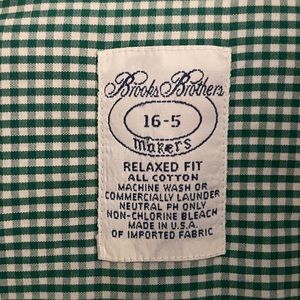 Brooks Brothers
16-5
makers
RELAXED FIT
ALL COTTON
MACHINE WASH OR
COMMERCIALLY LAUNDER
NEUTRAL PH ONLY
NON-CHLORINE BLEACH
MADE IN U.S.A.
OF IMPORTED FABRIC